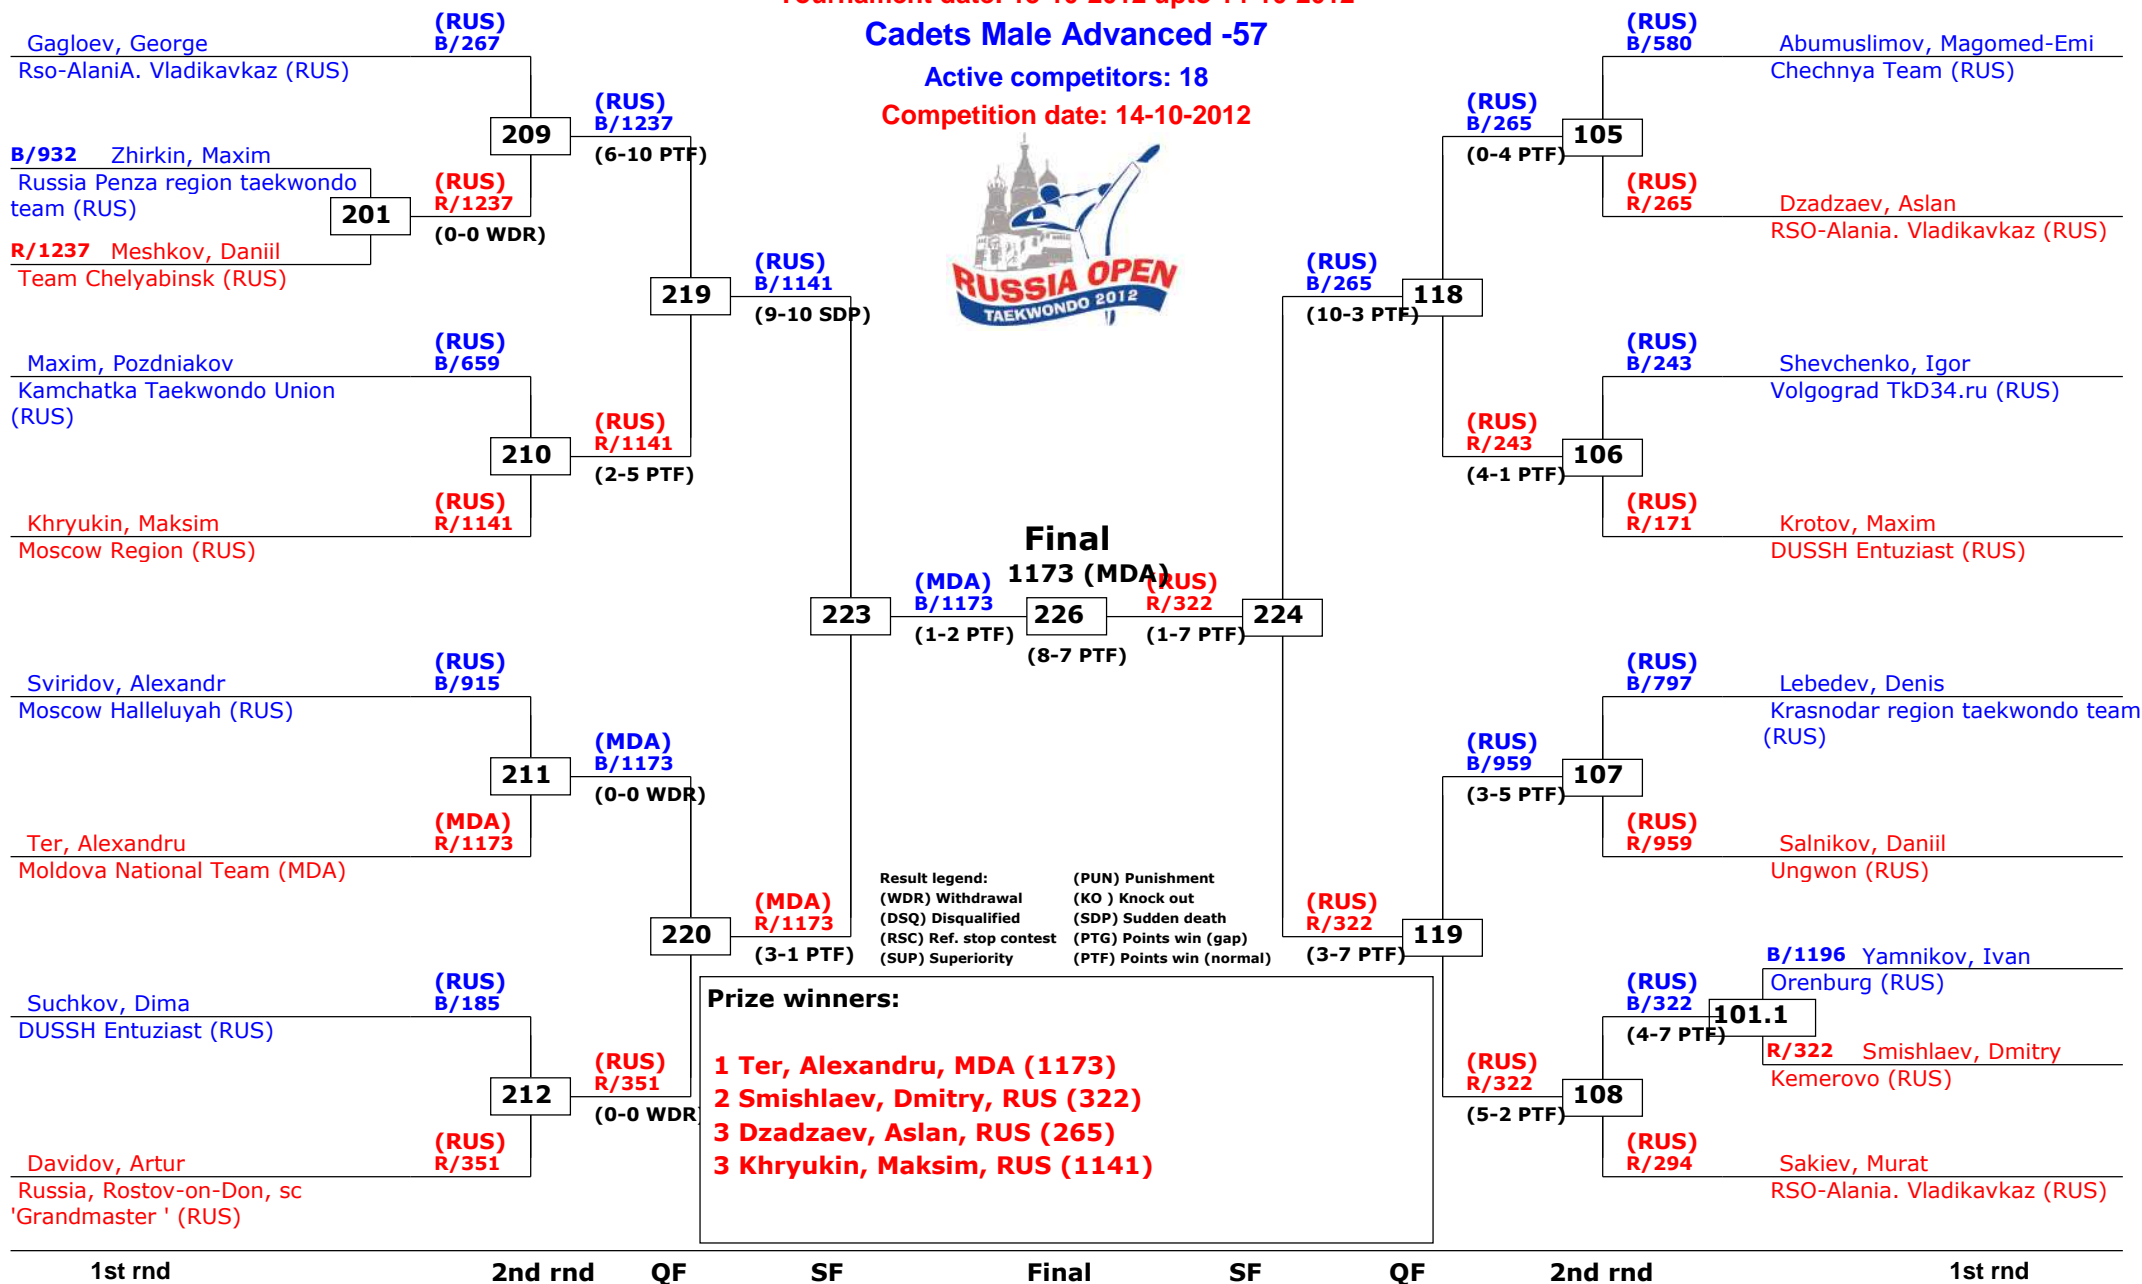 Tournament date: 13-10-2012 upto 14-10-2012
Cadets Male Advanced -57
Active competitors: 18
Competition date: 14-10-2012
RUSSIA OPEN
TAEKWONDO 2012
(RUS)
B/267
Gagloev, George
Rso-AlaniA. Vladikavkaz (RUS)
209
(RUS)
B/1237
(6-10 PTF)
B/932 Zhirkin, Maxim
Russia Penza region taekwondo
team (RUS)
201
(RUS)
R/1237
(0-0 WDR)
R/1237 Meshkov, Daniil
Team Chelyabinsk (RUS)
219
(RUS)
B/1141
(9-10 SDP)
(RUS)
B/659
Maxim, Pozdniakov
Kamchatka Taekwondo Union
(RUS)
210
(RUS)
R/1141
(2-5 PTF)
(RUS)
R/1141
Khryukin, Maksim
Moscow Region (RUS)
223
(MDA)
B/1173
(1-2 PTF)
Final
1173 (MDA)
226
(8-7 PTF)
(RUS)
R/322
(1-7 PTF)
224
(RUS)
B/915
Sviridov, Alexandr
Moscow Halleluyah (RUS)
211
(MDA)
B/1173
(0-0 WDR)
(MDA)
R/1173
Ter, Alexandru
Moldova National Team (MDA)
220
(MDA)
R/1173
(3-1 PTF)
(RUS)
B/185
Suchkov, Dima
DUSSH Entuziast (RUS)
212
(RUS)
R/351
(0-0 WDR)
(RUS)
R/351
Davidov, Artur
Russia, Rostov-on-Don, sc
'Grandmaster ' (RUS)
(RUS)
B/580
Abumuslimov, Magomed-Emi
Chechnya Team (RUS)
(RUS)
B/265
(0-4 PTF)
105
(RUS)
R/265
Dzadzaev, Aslan
RSO-Alania. Vladikavkaz (RUS)
(RUS)
B/265
(10-3 PTF)
118
(RUS)
B/243
Shevchenko, Igor
Volgograd TkD34.ru (RUS)
(RUS)
R/243
(4-1 PTF)
106
(RUS)
R/171
Krotov, Maxim
DUSSH Entuziast (RUS)
(RUS)
B/797
Lebedev, Denis
Krasnodar region taekwondo team
(RUS)
(RUS)
B/959
(3-5 PTF)
107
(RUS)
R/959
Salnikov, Daniil
Ungwon (RUS)
(RUS)
R/322
(3-7 PTF)
119
B/1196 Yamnikov, Ivan
Orenburg (RUS)
(RUS)
B/322
(4-7 PTF)
101.1
R/322 Smishlaev, Dmitry
Kemerovo (RUS)
(RUS)
R/322
(5-2 PTF)
108
(RUS)
R/294
Sakiev, Murat
RSO-Alania. Vladikavkaz (RUS)
Result legend: (PUN) Punishment
(WDR) Withdrawal (KO ) Knock out
(DSQ) Disqualified (SDP) Sudden death
(RSC) Ref. stop contest (PTG) Points win (gap)
(SUP) Superiority (PTF) Points win (normal)
Prize winners:
1 Ter, Alexandru, MDA (1173)
2 Smishlaev, Dmitry, RUS (322)
3 Dzadzaev, Aslan, RUS (265)
3 Khryukin, Maksim, RUS (1141)
1st rnd 2nd rnd QF SF Final SF QF 2nd rnd 1st rnd